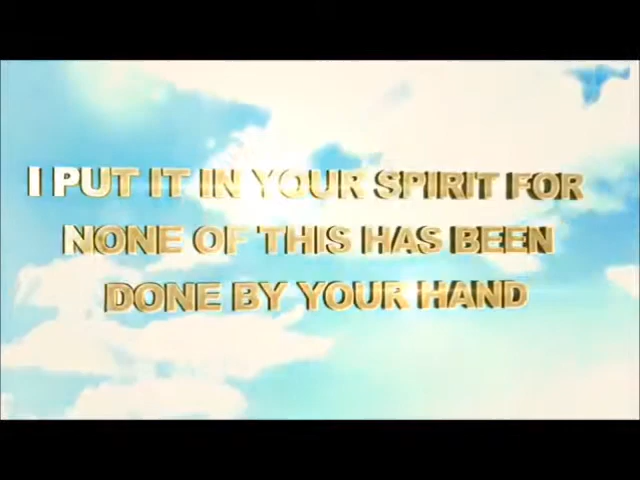 I PUT IT IN YOUR SPIRIT FOR
NONE OF THIS HAS BEEN
DONE BY YOUR HAND